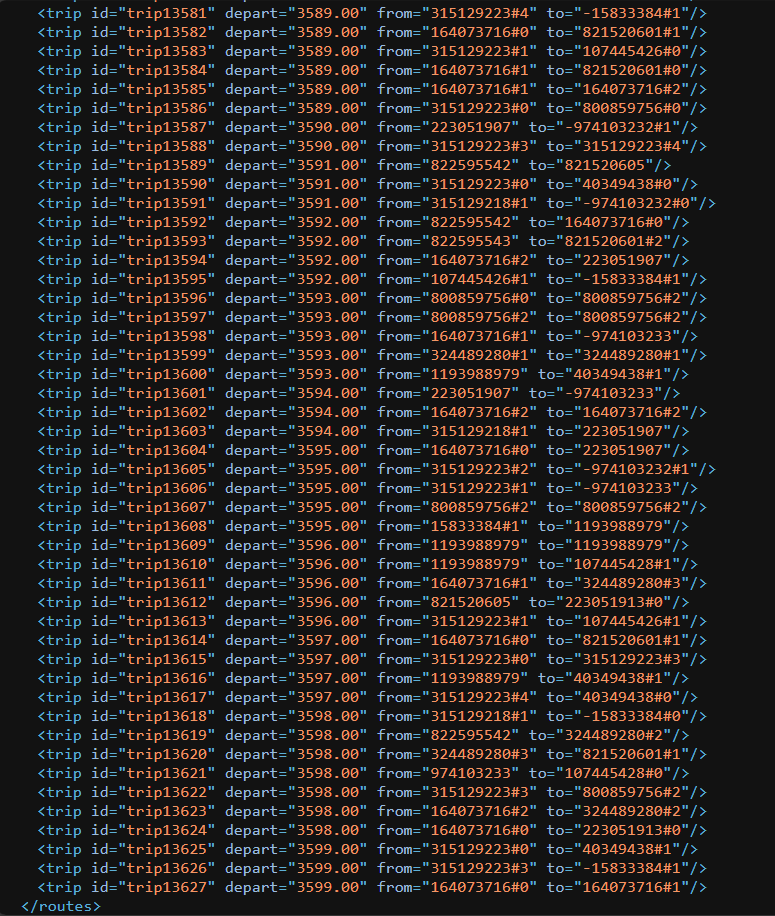 <trip id="trip13581" depart="3589.00" from="315129223#4" to="-15833384#1"/>
<trip id="trip13582" depart="3589.00" from="164073716#0" to="821520601#1"/>
<trip id="trip13583" depart="3589.00" from="315129223#1" to="107445426#0"/>
<trip id="trip13584" depart="3589.00" from="164073716#1" to="821520601#0"/>
<trip id="trip13585" depart="3589.00" from="164073716#1" to="164073716#2"/>
<trip id="trip13586" depart="3589.00" from="315129223#0" to="800859756#0"/>
<trip id="trip13587" depart="3590.00" from="223051907" to="-974103232#1"/>
<trip id="trip13588" depart="3590.00" from="315129223#3" to="315129223#4"/>
<trip id="trip13589" depart="3591.00" from="822595542" to="821520605"/>
<trip id="trip13590" depart="3591.00" from="315129223#0" to="40349438#0"/>
<trip id="trip13591" depart="3591.00" from="315129218#1" to="-974103232#0"/>
<trip id="trip13592" depart="3592.00" from="822595542" to="164073716#0"/>
<trip id="trip13593" depart="3592.00" from="822595543" to="821520601#2"/>
<trip id="trip13594" depart="3592.00" from="164073716#2" to="223051907"/>
<trip id="trip13595" depart="3592.00" from="107445426#1" to="-15833384#1"/>
<trip id="trip13596" depart="3593.00" from="800859756#0" to="800859756#2"/>
<trip id="trip13597" depart="3593.00" from="800859756#2" to="800859756#2"/>
<trip id="trip13598" depart="3593.00" from="164073716#1" to="-974103233"/>
<trip id="trip13599" depart="3593.00" from="324489280#1" to="324489280#1"/>
<trip id="trip13600" depart="3593.00" from="1193988979" to="40349438#1"/>
<trip id="trip13601" depart="3594.00" from="223051907" to="-974103233"/>
<trip id="trip13602" depart="3594.00" from="164073716#2" to="164073716#2"/>
<trip id="trip13603" depart="3594.00" from="315129218#1" to="223051907"/>
<trip id="trip13604" depart="3595.00" from="164073716#0" to="223051907"/>
<trip id="trip13605" depart="3595.00" from="315129223#2" to="-974103232#1"/>
<trip id="trip13606" depart="3595.00" from="315129223#1" to="-974103233"/>
<trip id="trip13607" depart="3595.00" from="800859756#2" to="800859756#2"/>
<trip id="trip13608" depart="3595.00" from="15833384#1" to="1193988979"/>
<trip id="trip13609" depart="3596.00" from="1193988979" to="1193988979"/>
<trip id="trip13610" depart="3596.00" from="1193988979" to="107445428#1"/>
<trip id="trip13611" depart="3596.00" from="164073716#1" to="324489280#3"/>
<trip id="trip13612" depart="3596.00" from="821520605" to="223051913#0"/>
<trip id="trip13613" depart="3596.00" from="315129223#1" to="107445426#1"/>
<trip id="trip13614" depart="3597.00" from="164073716#0" to="821520601#1"/>
<trip id="trip13615" depart="3597.00" from="315129223#0" to="315129223#3"/>
<trip id="trip13616" depart="3597.00" from="1193988979" to="40349438#1"/>
<trip id="trip13617" depart="3597.00" from="315129223#4" to="40349438#0"/>
<trip id="trip13618" depart="3598.00" from="315129218#1" to="-15833384#0"/>
<trip id="trip13619" depart="3598.00" from="822595542" to="324489280#2"/>
<trip id="trip13620" depart="3598.00" from="324489280#3" to="821520601#1"/>
<trip id="trip13621" depart="3598.00" from="974103233" to="107445428#0"/>
<trip id="trip13622" depart="3598.00" from="315129223#3" to="800859756#2"/>
<trip id="trip13623" depart="3598.00" from="164073716#2" to="324489280#2"/>
<trip id="trip13624" depart="3598.00" from="164073716#0" to="223051913#0"/>
<trip id="trip13625" depart="3599.00" from="315129223#0" to="40349438#1"/>
<trip id="trip13626" depart="3599.00" from="315129223#3" to="-15833384#1"/>
<trip id="trip13627" depart="3599.00" from="164073716#0" to="164073716#1"/>
</routes>